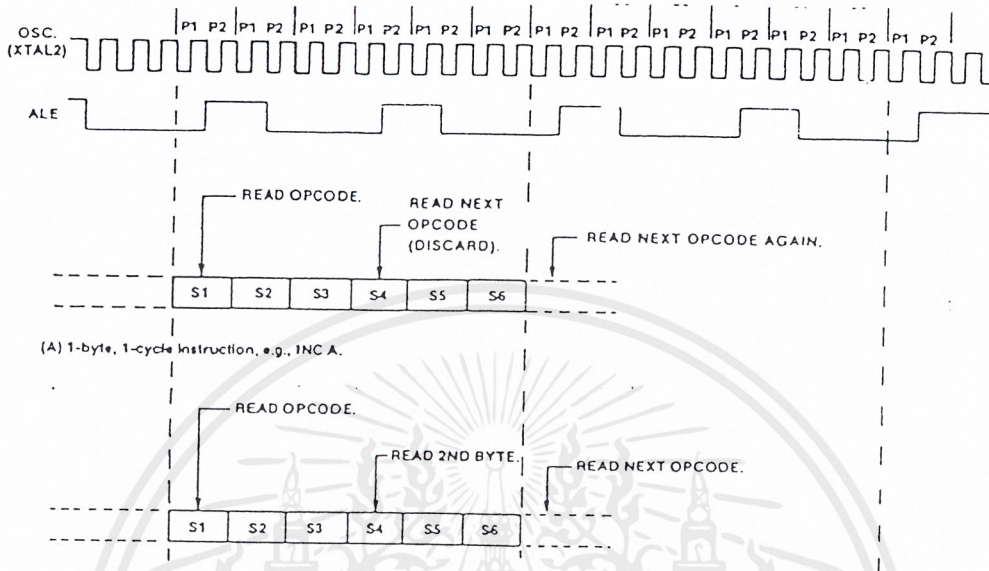 P1 P2 P1 P2 P1 P2 P1 P2 P1 P2 P1 P2 P1 P2 P1 P2 P1 P2 P1 P2 P1 P2 P1 P2 P1 P2
OSC.
(XTAL2)
ALE
READ OPCODE.
READ NEXT
OPCODE
(DISCARD).
READ NEXT OPCODE AGAIN.
S1 S2 S3 S4 S5 S6
(A) 1-byte, 1-cycle Instruction, e.g., INC A.
READ OPCODE.
READ 2ND BYTE.
READ NEXT OPCODE.
S1 S2 S3 S4 S5 S6